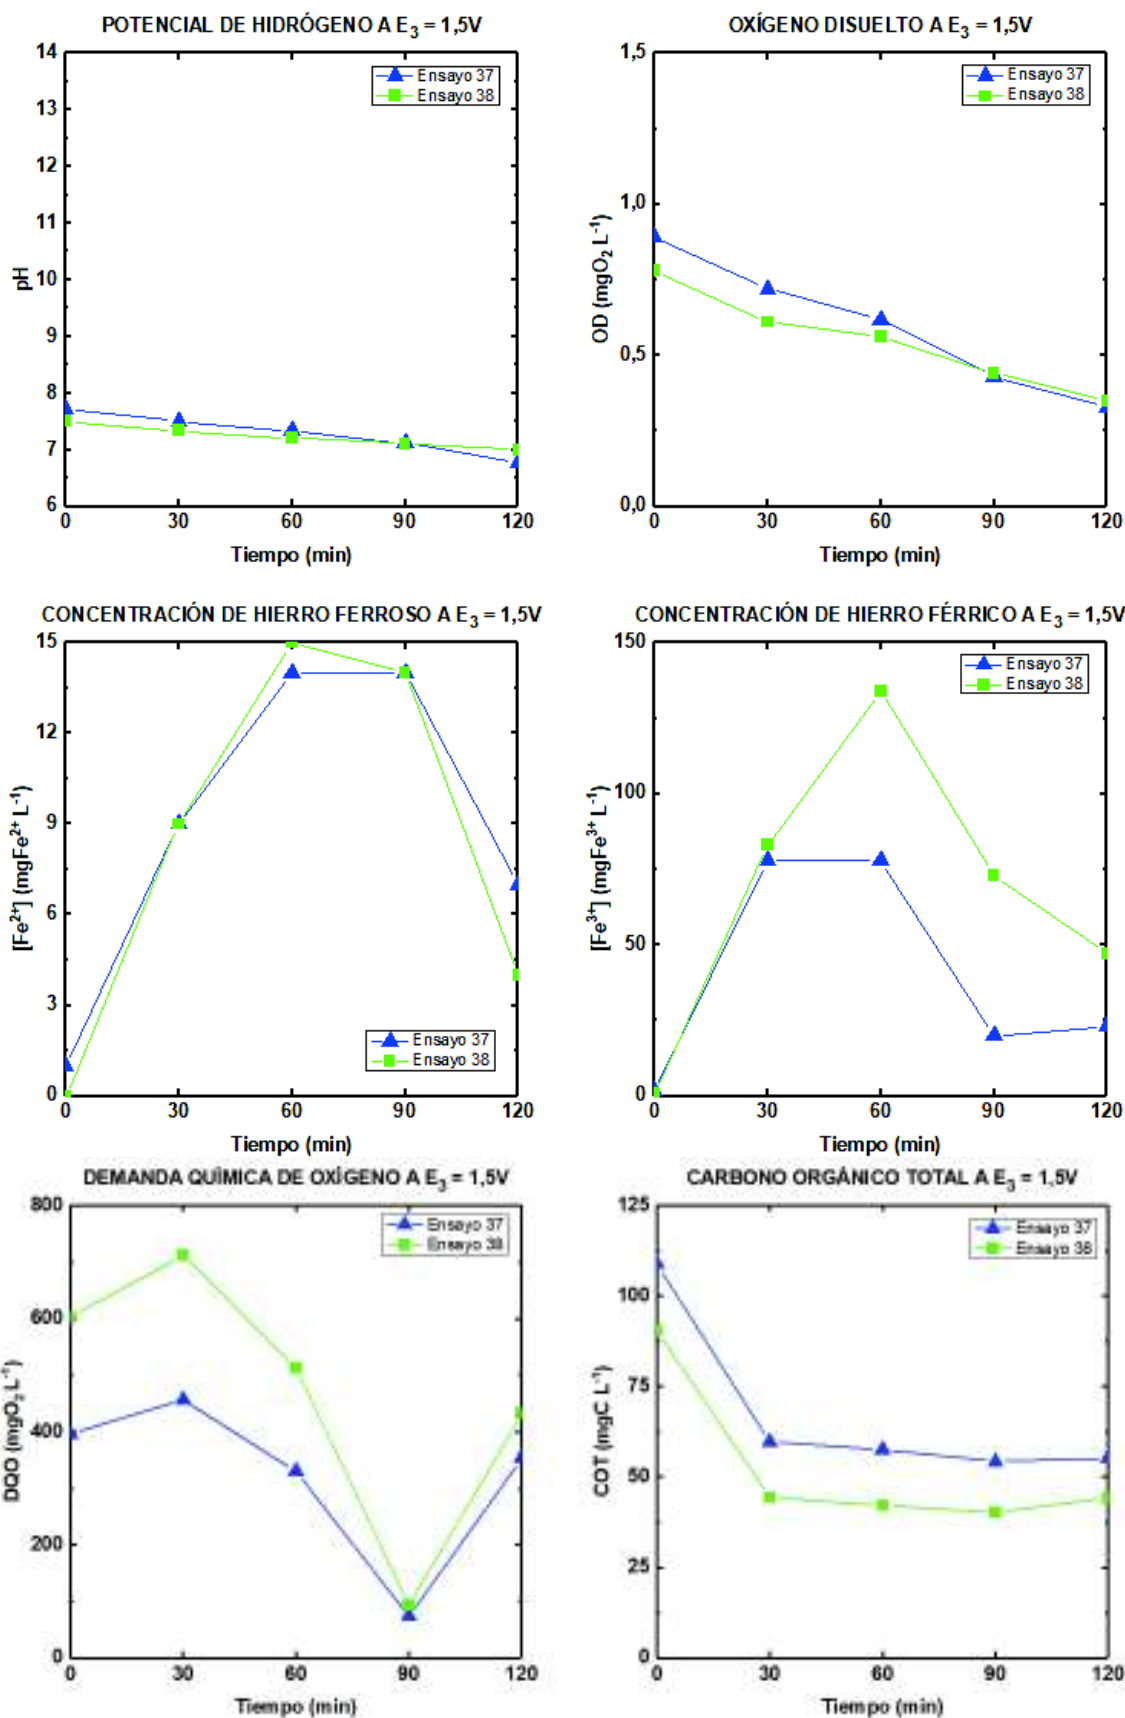 POTENCIAL DE HIDRÓGENO A E3 = 1,5V
14
13
12
11
10
9
8
7
6
pH
0 30 60 90 120
Tiempo (min)
Ensayo 37
Ensayo 38
OXÍGENO DISUELTO A E3 = 1,5V
1,5
1,0
0,5
0,0
OD (mgO2 L-1)
0 30 60 90 120
Tiempo (min)
Ensayo 37
Ensayo 38
CONCENTRACIÓN DE HIERRO FERROSO A E3 = 1,5V
15
12
9
6
3
0
[Fe2+] (mgFe2+ L-1)
0 30 60 90 120
Tiempo (min)
Ensayo 37
Ensayo 38
CONCENTRACIÓN DE HIERRO FÉRRICO A E3 = 1,5V
150
100
50
0
[Fe3+] (mgFe3+ L-1)
0 30 60 90 120
Tiempo (min)
Ensayo 37
Ensayo 38
DEMANDA QUÍMICA DE OXÍGENO A E3 = 1,5V
800
600
400
200
0
DQO (mgO2 L-1)
0 30 60 90 120
Tiempo (min)
Ensayo 37
Ensayo 38
CARBONO ORGÁNICO TOTAL A E3 = 1,5V
125
100
75
50
25
0
COT (mgC L-1)
0 30 60 90 120
Tiempo (min)
Ensayo 37
Ensayo 38